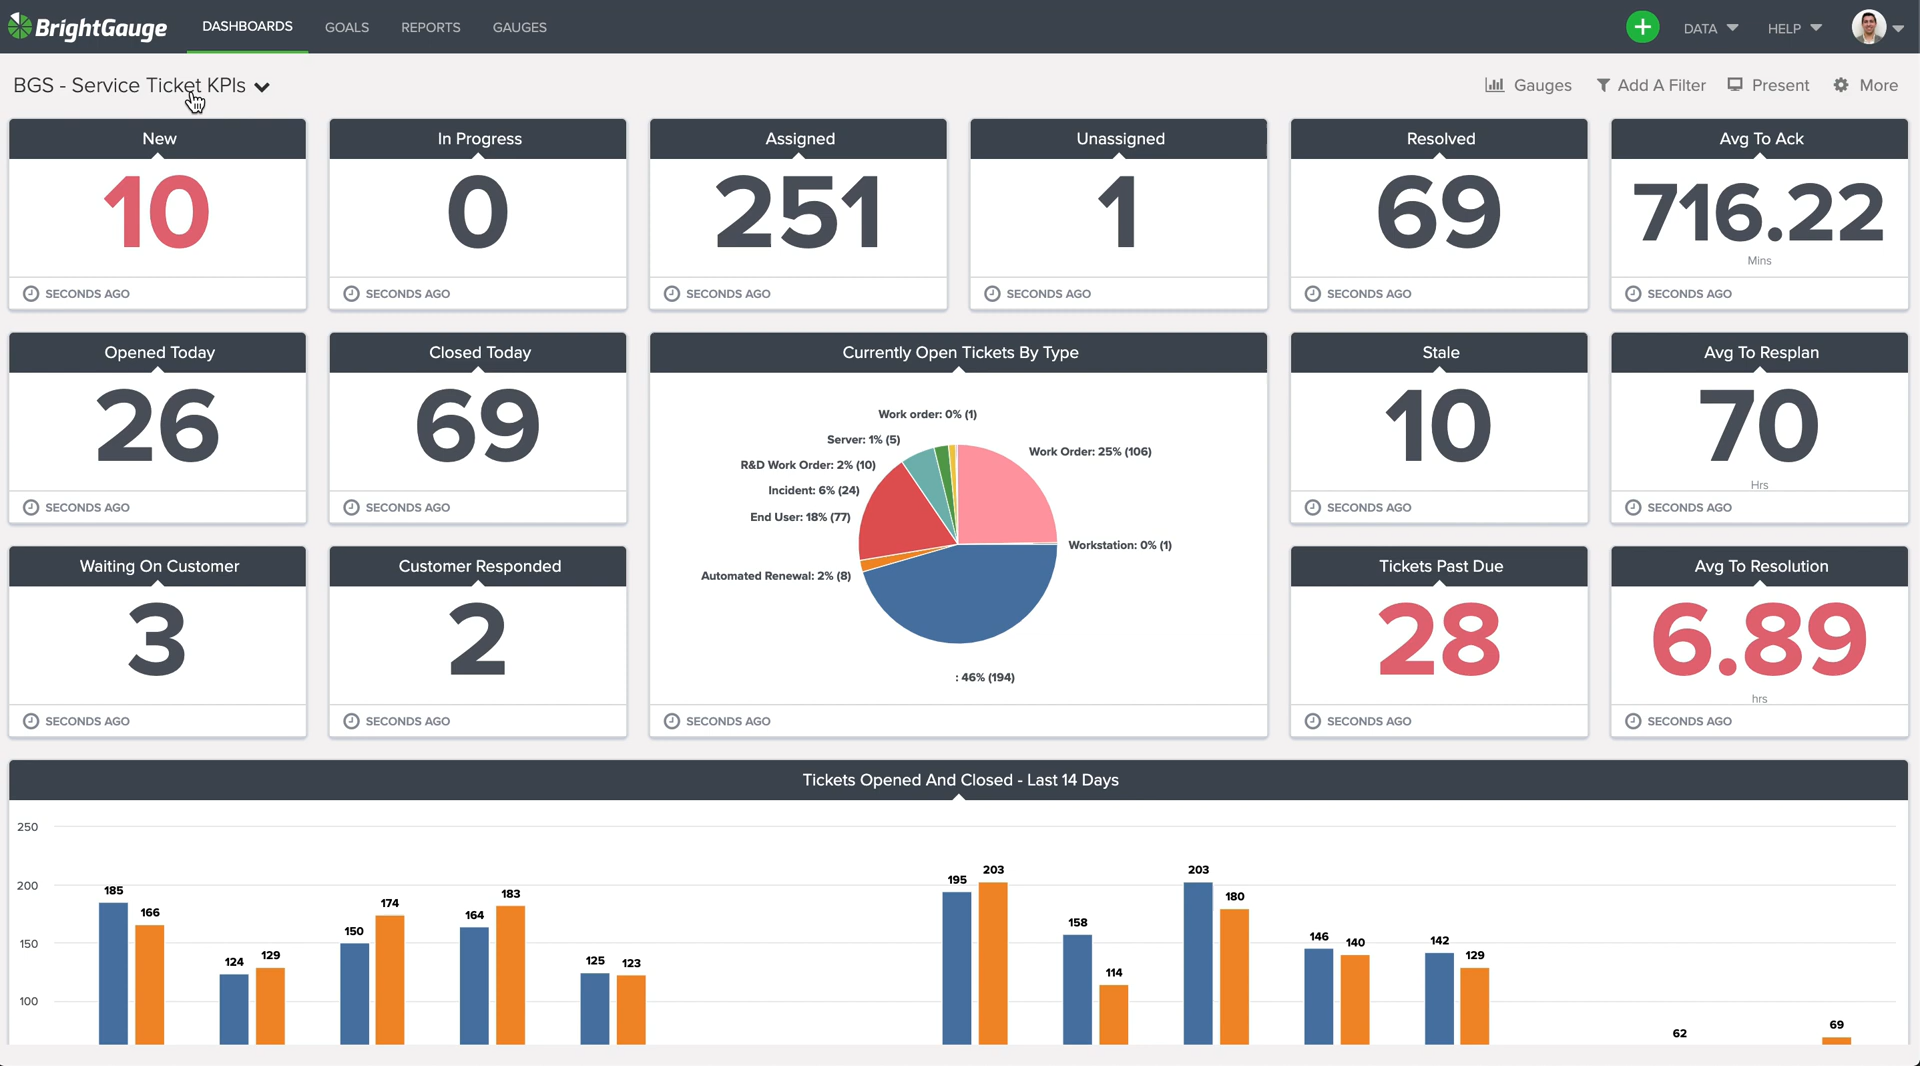 BrightGauge
DASHBOARDS
GOALS
REPORTS
GAUGES
DATA
HELP
BGS - Service Ticket KPIs
Gauges
Add A Filter
Present
More
New
10
SECONDS AGO
In Progress
0
SECONDS AGO
Assigned
251
SECONDS AGO
Unassigned
1
SECONDS AGO
Resolved
69
SECONDS AGO
Avg To Ack
716.22
Mins
SECONDS AGO
Opened Today
26
SECONDS AGO
Closed Today
69
SECONDS AGO
Currently Open Tickets By Type
Work order: 0% (1)
Server: 1% (5)
R&D Work Order: 2% (10)
Incident: 6% (24)
End User: 18% (77)
Automated Renewal: 2% (8)
Work Order: 25% (106)
Workstation: 0% (1)
: 46% (194)
SECONDS AGO
Stale
10
SECONDS AGO
Avg To Resplan
70
Hrs
SECONDS AGO
Waiting On Customer
3
SECONDS AGO
Customer Responded
2
SECONDS AGO
Tickets Past Due
28
SECONDS AGO
Avg To Resolution
6.89
hrs
SECONDS AGO
Tickets Opened And Closed - Last 14 Days
250
200
150
100
185
166
124
129
150
174
164
183
125
123
195
203
158
114
203
180
146
140
142
129
62
69